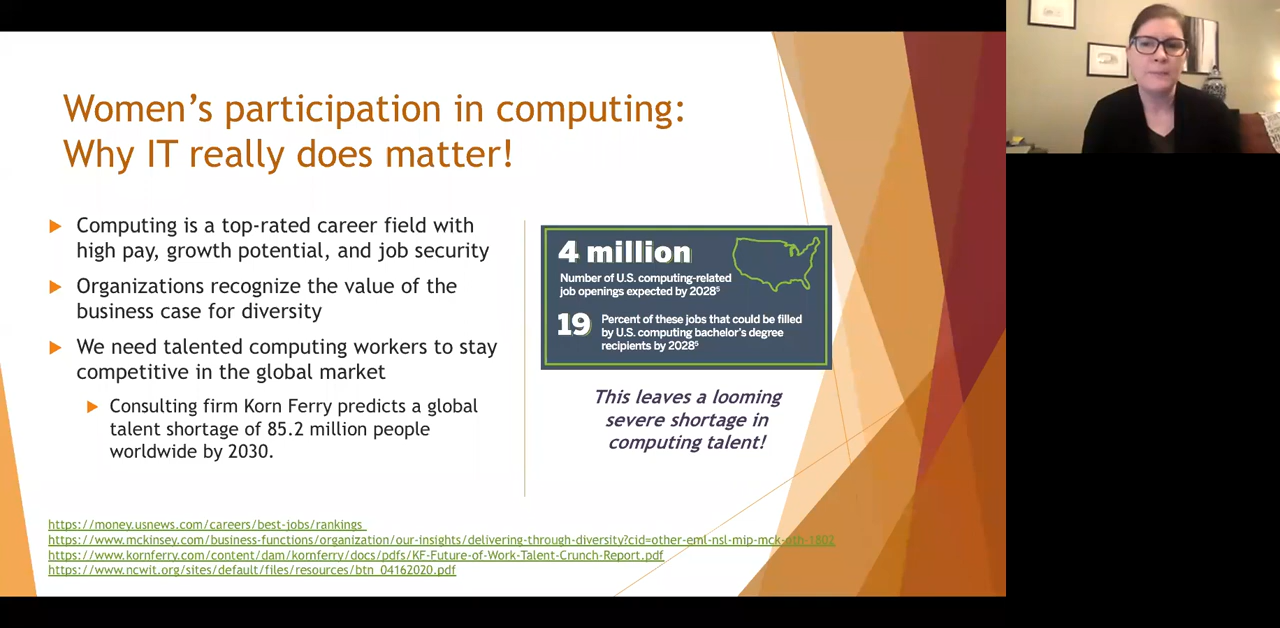 Women’s participation in computing:
Why IT really does matter!
Computing is a top-rated career field with
high pay, growth potential, and job security
Organizations recognize the value of the
business case for diversity
We need talented computing workers to stay
competitive in the global market
Consulting firm Korn Ferry predicts a global
talent shortage of 85.2 million people
worldwide by 2030.
4 million
Number of U.S. computing-related
job openings expected by 2028⁵
19
Percent of these jobs that could be filled
by U.S. computing bachelor’s degree
recipients by 2028⁵
This leaves a looming
severe shortage in
computing talent!
https://money.usnews.com/careers/best-jobs/rankings
https://www.mckinsey.com/business-functions/organization/our-insights/delivering-through-diversity?cid=other-eml-nsl-mip-mck-oth-1802
https://www.kornferry.com/content/dam/kornferry/docs/pdfs/KF-Future-of-Work-Talent-Crunch-Report.pdf
https://www.ncwit.org/sites/default/files/resources/btn_04162020.pdf